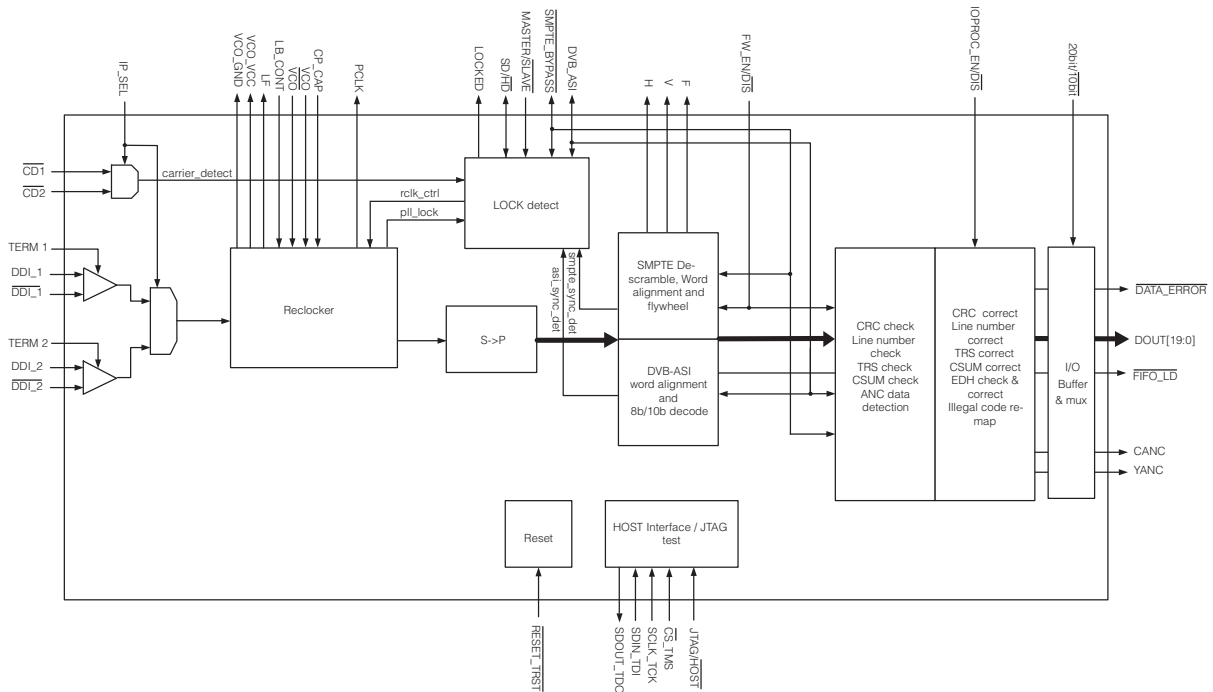 IP_SEL
VCO_GND
VCO_VCC
LF
LB_CONT
VCO
VCO
CP_CAP
PCLK
LOCKED
SD/HD
MASTER/SLAVE
SMPTE_BYPASS
DVB_ASI
H
V
F
FW_EN/DIS
IOPROC_EN/DIS
20bit/10bit
CD1
CD2
carrier_detect
rclk_ctrl
pll_lock
LOCK detect
TERM 1
DDI_1
DDI_1
TERM 2
DDI_2
DDI_2
Reclocker
S->P
asi_sync_det
smpte_sync_det
SMPTE De-
scramble, Word
alignment and
flywheel
DVB-ASI
word alignment
and
8b/10b decode
CRC check
Line number
check
TRS check
CSUM check
ANC data
detection
CRC correct
Line number
correct
TRS correct
CSUM correct
EDH check &
correct
Illegal code re-
map
I/O
Buffer
& mux
DATA_ERROR
DOUT[19:0]
FIFO_LD
CANC
YANC
Reset
HOST Interface / JTAG
test
RESET_TRST
SDOUT_TDO
SDIN_TDI
SCLK_TCK
CS_TMS
JTAG/HOST